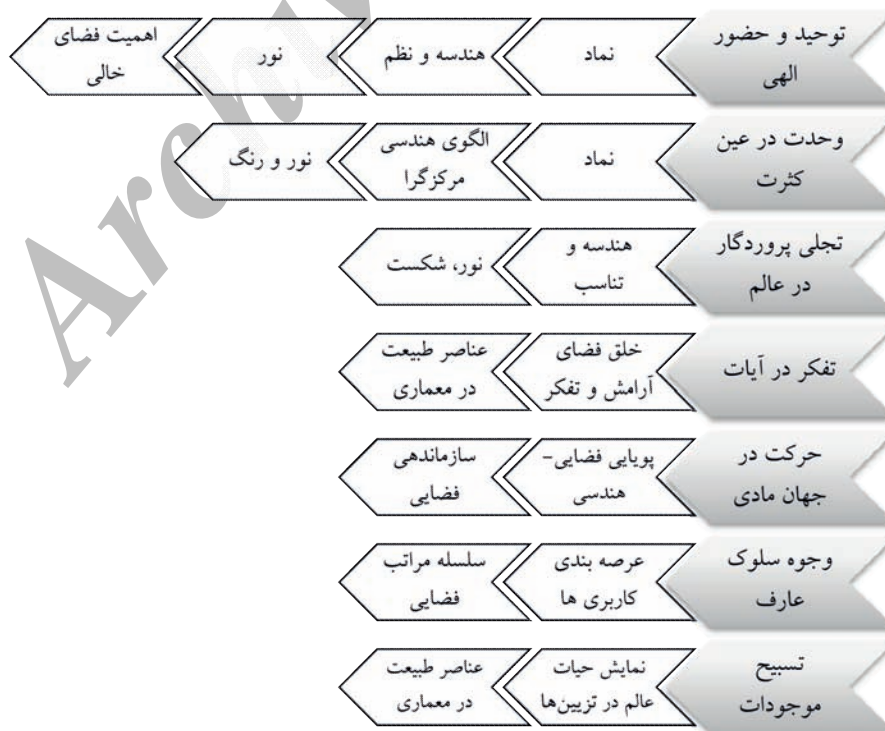 توحید و حضور
الهی
نماد
هندسه و نظم
نور
اهمیت فضای
خالی
وحدت در عین
کثرت
نماد
الگوی هندسی
مرکزگرا
نور و رنگ
تجلی پروردگار
در عالم
هندسه و
تناسب
نور، شکست
تفکر در آیات
خلق فضای
آرامش و تفکر
عناصر طبیعت
در معماری
حرکت در
جهان مادی
پویایی فضایی-
هندسی
سازماندهی
فضایی
وجوه سلوک
عارف
عرصه بندی
کاربری ها
سلسله مراتب
فضایی
تسبیح
موجودات
نمایش حیات
عالم در تزیین‌ها
عناصر طبیعت
در معماری